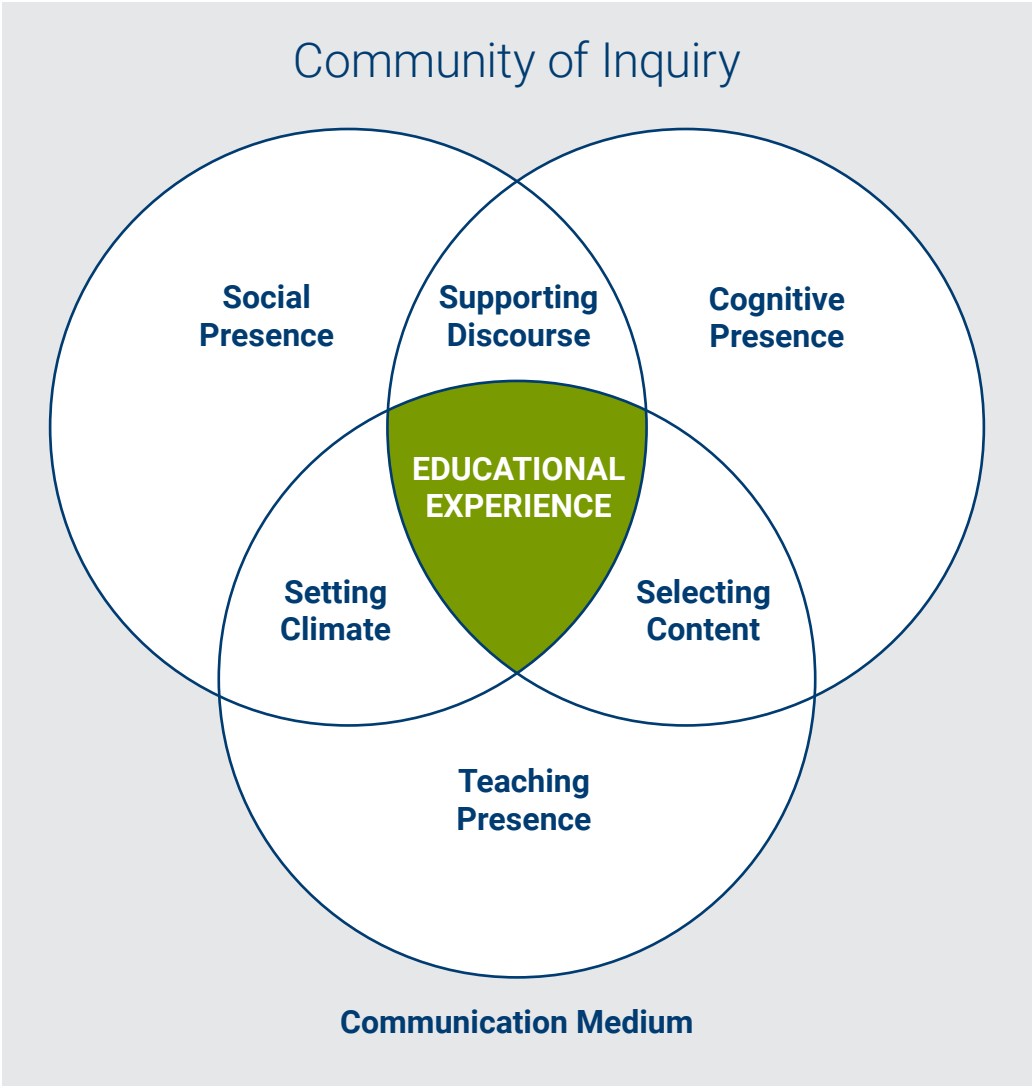 Community of Inquiry
Social
Presence
Supporting
Discourse
Cognitive
Presence
EDUCATIONAL
EXPERIENCE
Setting
Climate
Selecting
Content
Teaching
Presence
Communication Medium